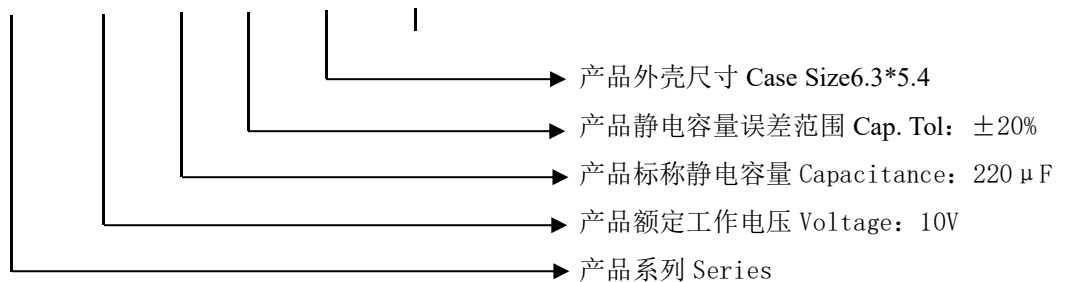 产品外壳尺寸 Case Size6.3*5.4
产品静电容量误差范围 Cap. Tol：±20%
产品标称静电容量 Capacitance：220μF
产品额定工作电压 Voltage：10V
产品系列 Series